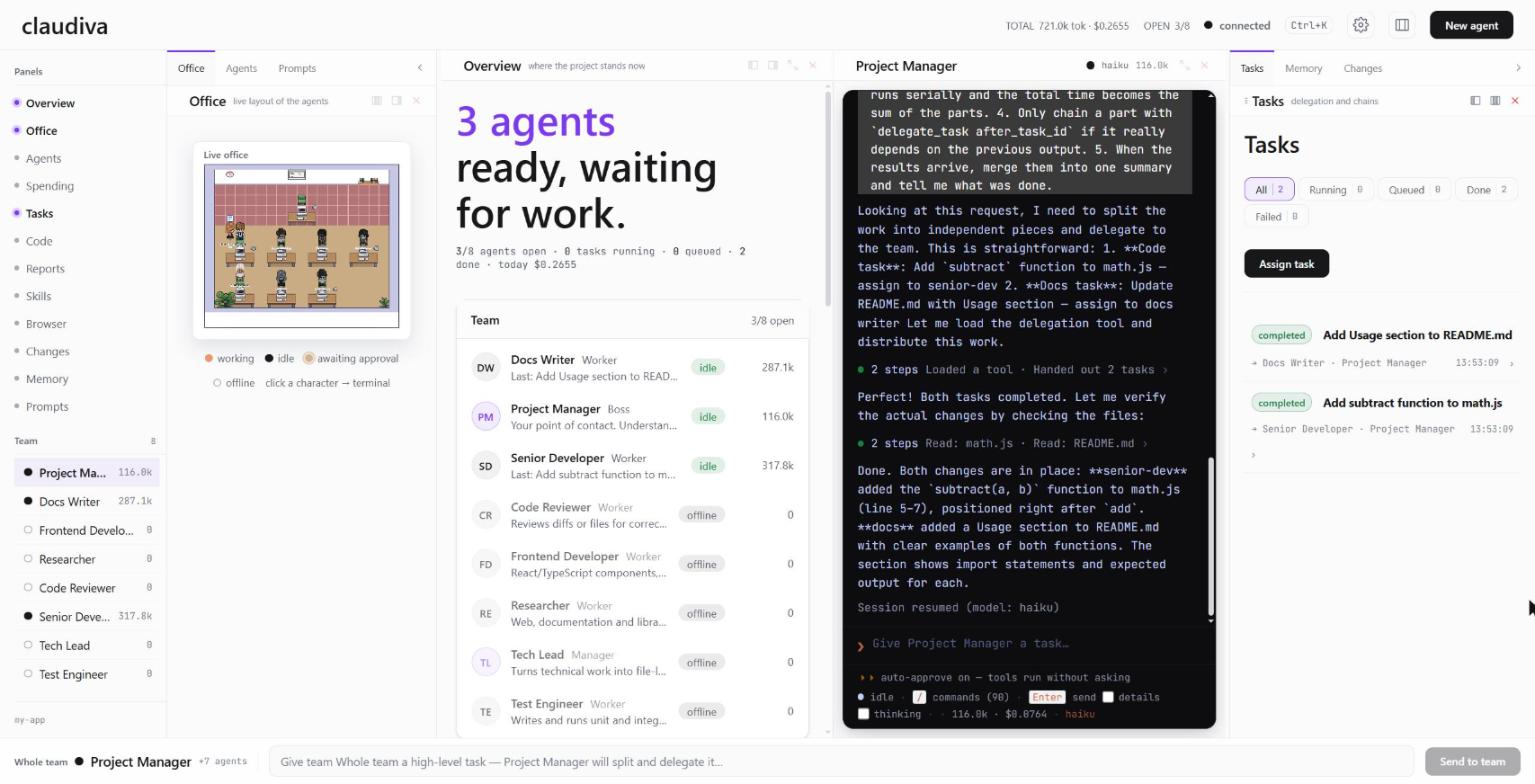 claudiva
TOTAL 721.0k tok · $0.2655 OPEN 3/8 connected Ctrl+K New agent
Panels
Overview
Office
Agents
Spending
Tasks
Code
Reports
Skills
Browser
Changes
Memory
Prompts
Team 8
Project Ma... 116.0k
Docs Writer 287.1k
Frontend Develo... 0
Researcher 0
Code Reviewer 0
Senior Deve... 317.8k
Tech Lead 0
Test Engineer 0
my-app
Office Agents Prompts
Office live layout of the agents
Live office
working idle awaiting approval
offline click a character → terminal
Overview where the project stands now
3 agents
ready, waiting
for work.
3/8 agents open · 0 tasks running · 0 queued · 2
done · today $0.2655
Team 3/8 open
DW Docs Writer Worker idle 287.1k
Last: Add Usage section to READ...
PM Project Manager Boss idle 116.0k
Your point of contact. Understan...
SD Senior Developer Worker idle 317.8k
Last: Add subtract function to m...
CR Code Reviewer Worker offline 0
Reviews diffs or files for correc...
FD Frontend Developer Worker offline 0
React/TypeScript components,...
RE Researcher Worker offline 0
Web, documentation and libra...
TL Tech Lead Manager offline 0
Turns technical work into file-l...
TE Test Engineer Worker offline 0
Writes and runs unit and integ...
Project Manager haiku 116.0k
runs serially and the total time becomes the
sum of the parts. 4. Only chain a part with
`delegate_task after_task_id` if it really
depends on the previous output. 5. When the
results arrive, merge them into one summary
and tell me what was done.
Looking at this request, I need to split the
work into independent pieces and delegate to
the team. This is straightforward: 1. **Code
task**: Add `subtract` function to math.js —
assign to senior-dev 2. **Docs task**: Update
README.md with Usage section — assign to docs
writer Let me load the delegation tool and
distribute this work.
2 steps Loaded a tool · Handed out 2 tasks ›
Perfect! Both tasks completed. Let me verify
the actual changes by checking the files:
2 steps Read: math.js · Read: README.md ›
Done. Both changes are in place: **senior-dev**
added the `subtract(a, b)` function to math.js
(line 5-7), positioned right after `add`.
**docs** added a Usage section to README.md
with clear examples of both functions. The
section shows import statements and expected
output for each.
Session resumed (model: haiku)
❯ Give Project Manager a task…
auto-approve on — tools run without asking
idle · / commands (90) · Enter send details
thinking · · 116.0k · $0.0764 · haiku
Tasks Memory Changes
Tasks delegation and chains
Tasks
All 2 Running 0 Queued 0 Done 2
Failed 0
Assign task
completed Add Usage section to README.md
→ Docs Writer · Project Manager 13:53:09 ›
completed Add subtract function to math.js
→ Senior Developer · Project Manager 13:53:09
›
Whole team Project Manager +7 agents Give team Whole team a high-level task — Project Manager will split and delegate it... Send to team